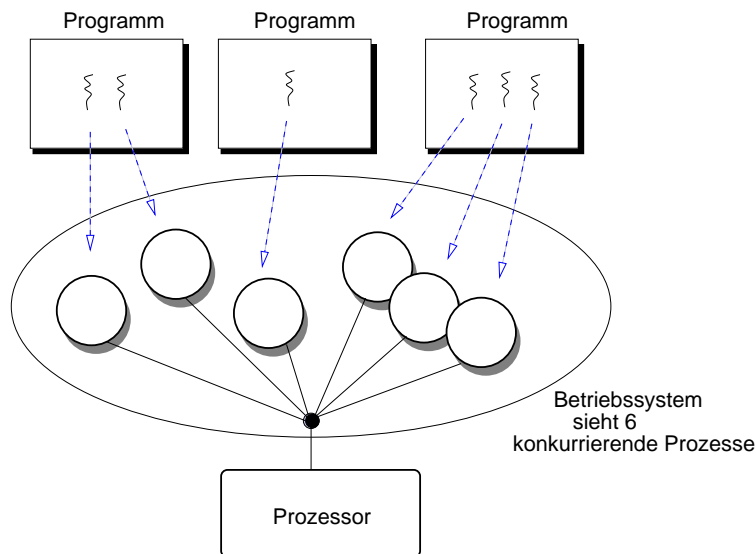 Programm
Programm
Programm
Betriebssystem
sieht 6
konkurrierende Prozesse
Prozessor